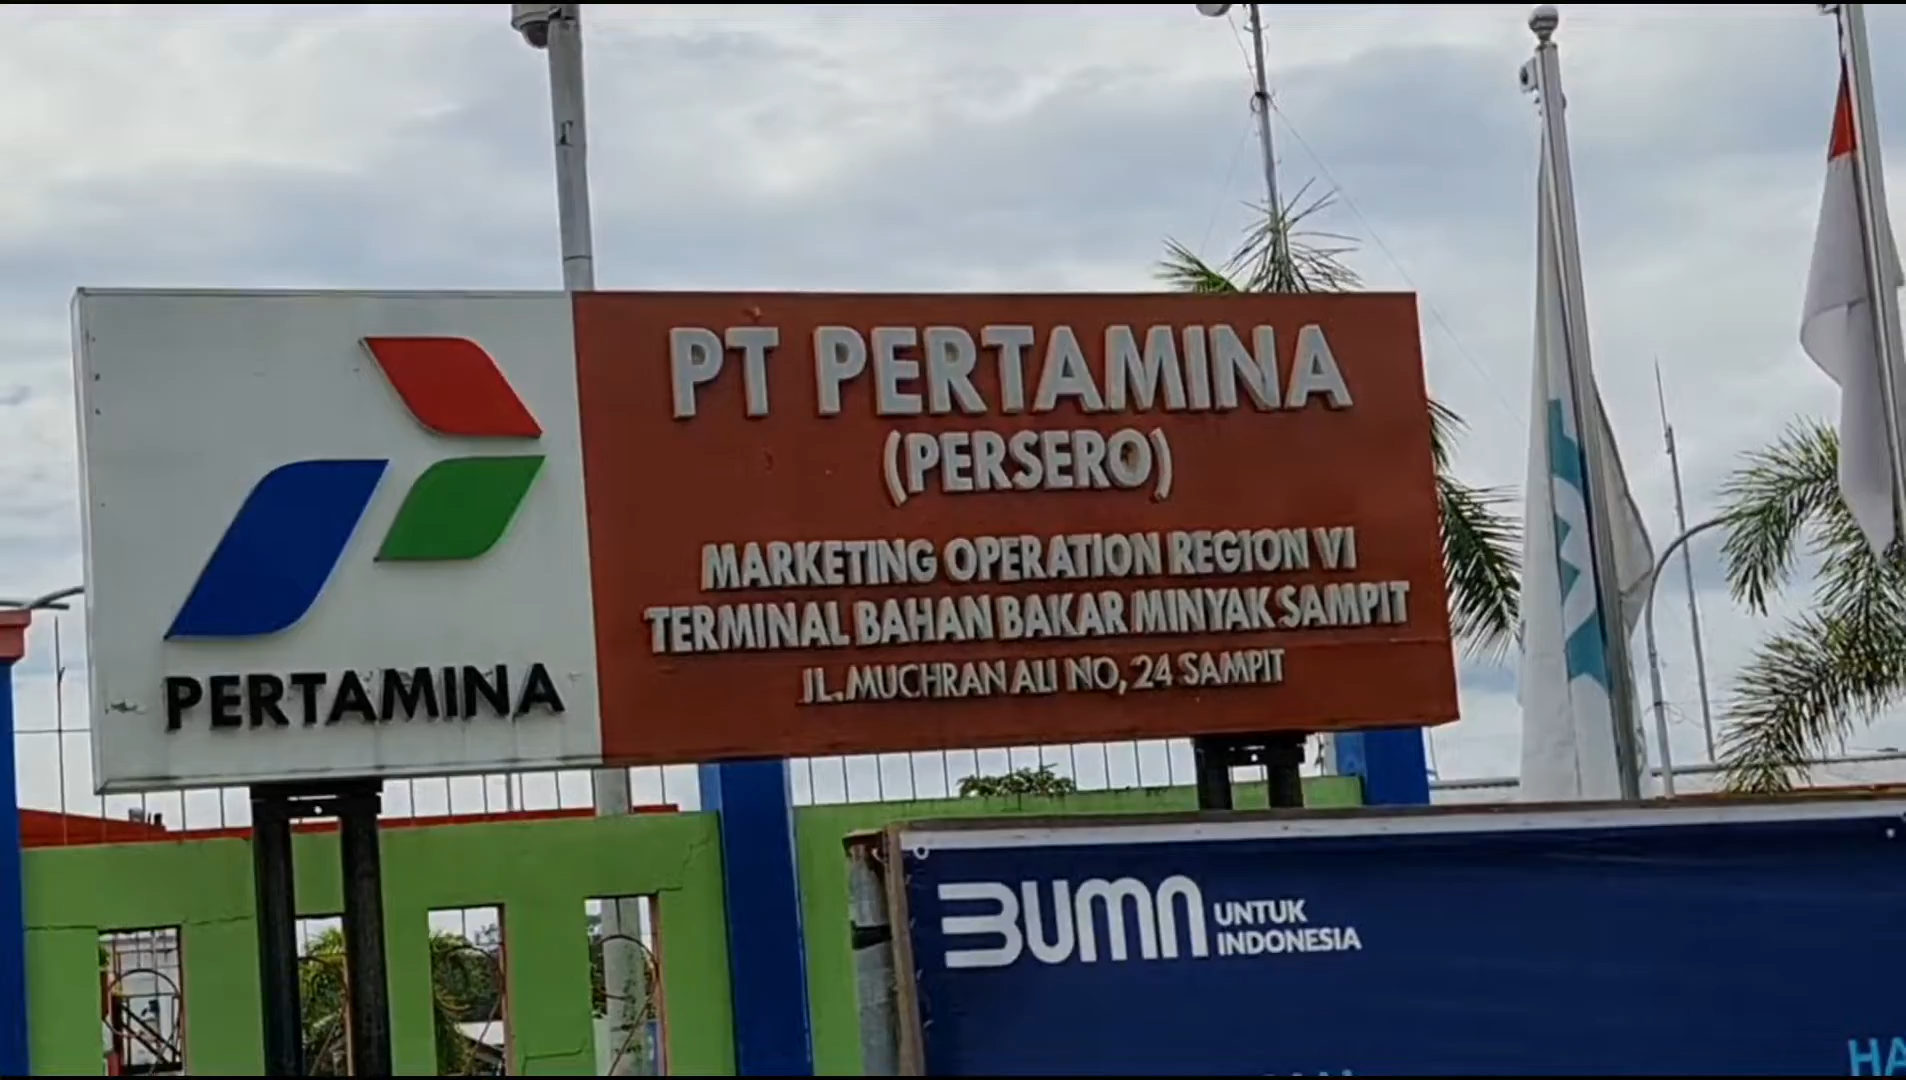 PERTAMINA
PT PERTAMINA
(PERSERO)
MARKETING OPERATION REGION VI
TERMINAL BAHAN BAKAR MINYAK SAMPIT
JL.MUCHRAN ALI NO, 24 SAMPIT
BUMN UNTUK
INDONESIA
HA